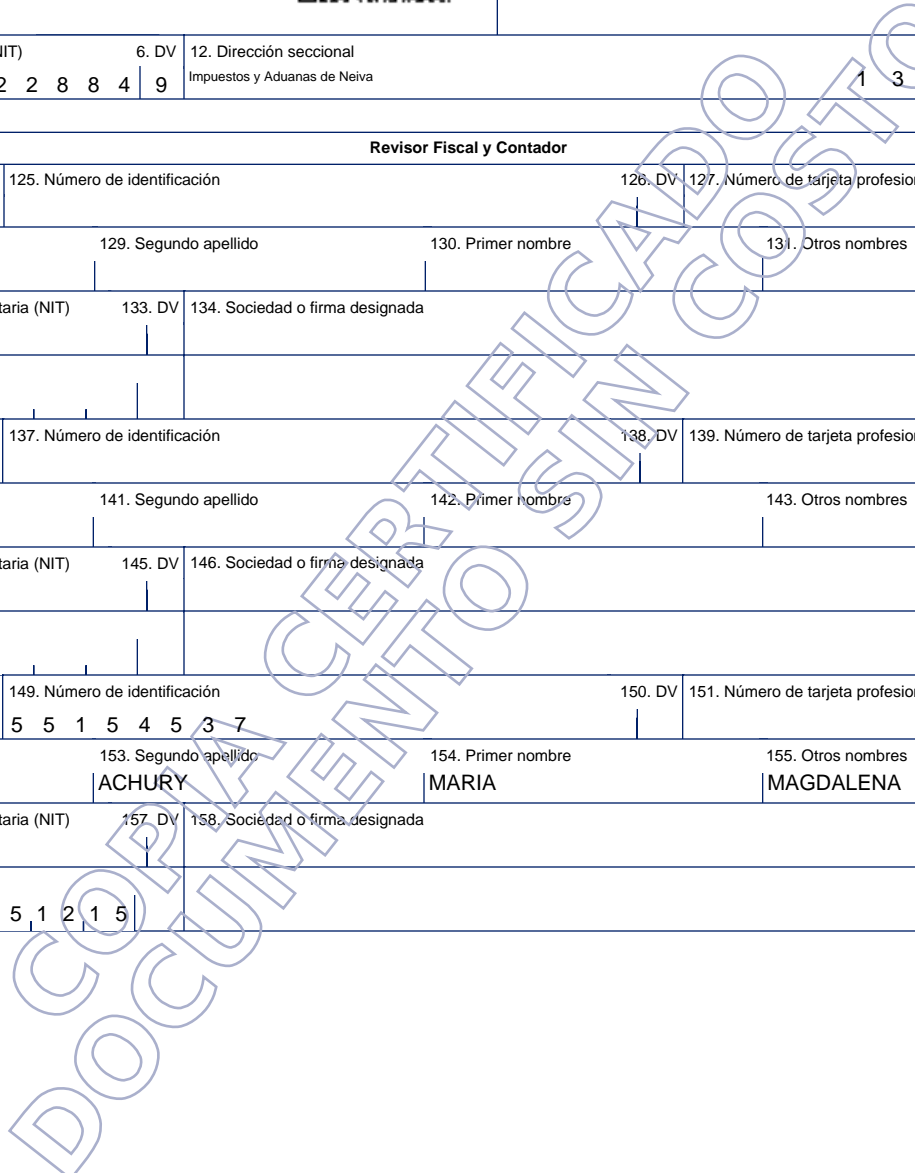 NIT) 6. DV 12. Dirección seccional
2 2 8 8 4 9 Impuestos y Aduanas de Neiva 1 3
Revisor Fiscal y Contador
125. Número de identificación 126. DV 127. Número de tarjeta profesion
129. Segundo apellido 130. Primer nombre 131. Otros nombres
taria (NIT) 133. DV 134. Sociedad o firma designada
137. Número de identificación 138. DV 139. Número de tarjeta profesion
141. Segundo apellido 142. Primer nombre 143. Otros nombres
taria (NIT) 145. DV 146. Sociedad o firma designada
149. Número de identificación 150. DV 151. Número de tarjeta profesion
5 5 1 5 4 5 3 7
153. Segundo apellido 154. Primer nombre 155. Otros nombres
ACHURY MARIA MAGDALENA
taria (NIT) 157. DV 158. Sociedad o firma designada
5 1 2 1 5
COPIA CERTIFICADO
DOCUMENTO SIN COSTO